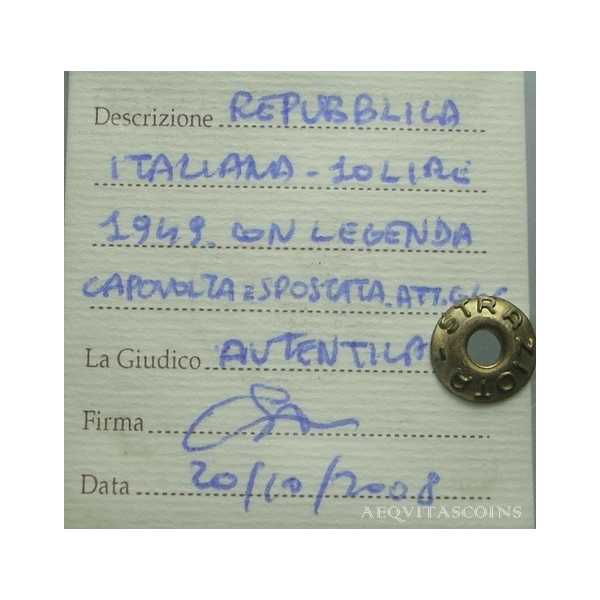 Descrizione REPUBBLICA
ITALIANA - 10 LIRE
1949. CON LEGENDA
CAPOVOLTA E SPOSTATA.
La Giudico AUTENTICA
Firma
Data 20/10/2008
AEQVITASCOINS